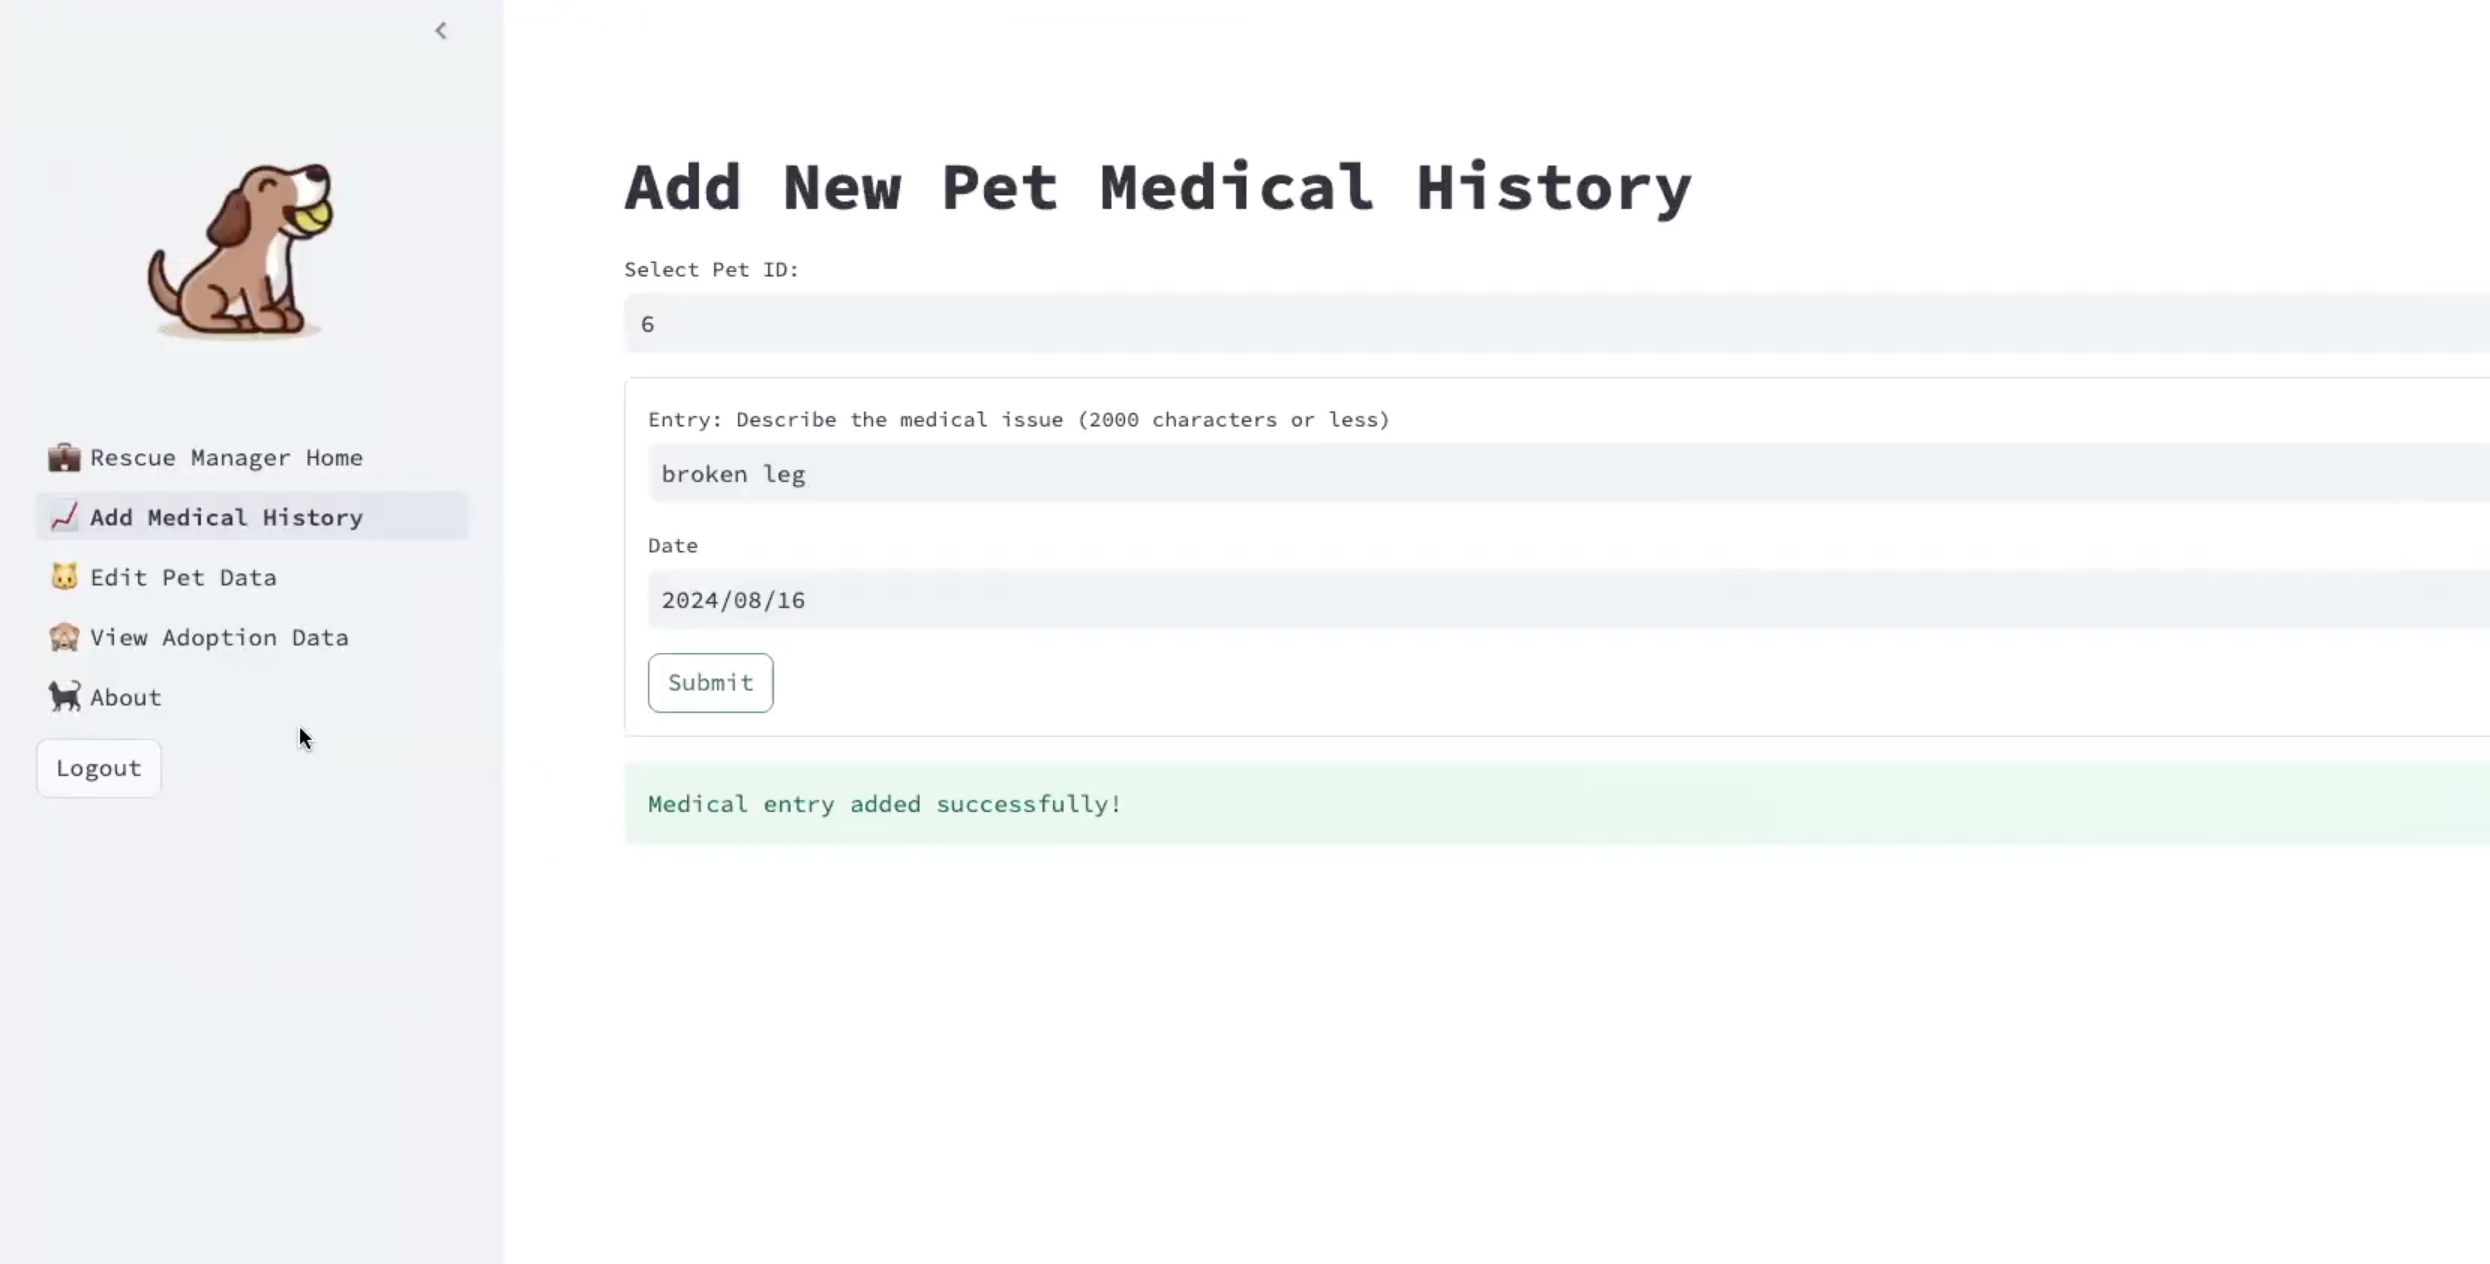 Rescue Manager Home
Add Medical History
Edit Pet Data
View Adoption Data
About
Logout
Add New Pet Medical History
Select Pet ID:
6
Entry: Describe the medical issue (2000 characters or less)
broken leg
Date
2024/08/16
Submit
Medical entry added successfully!